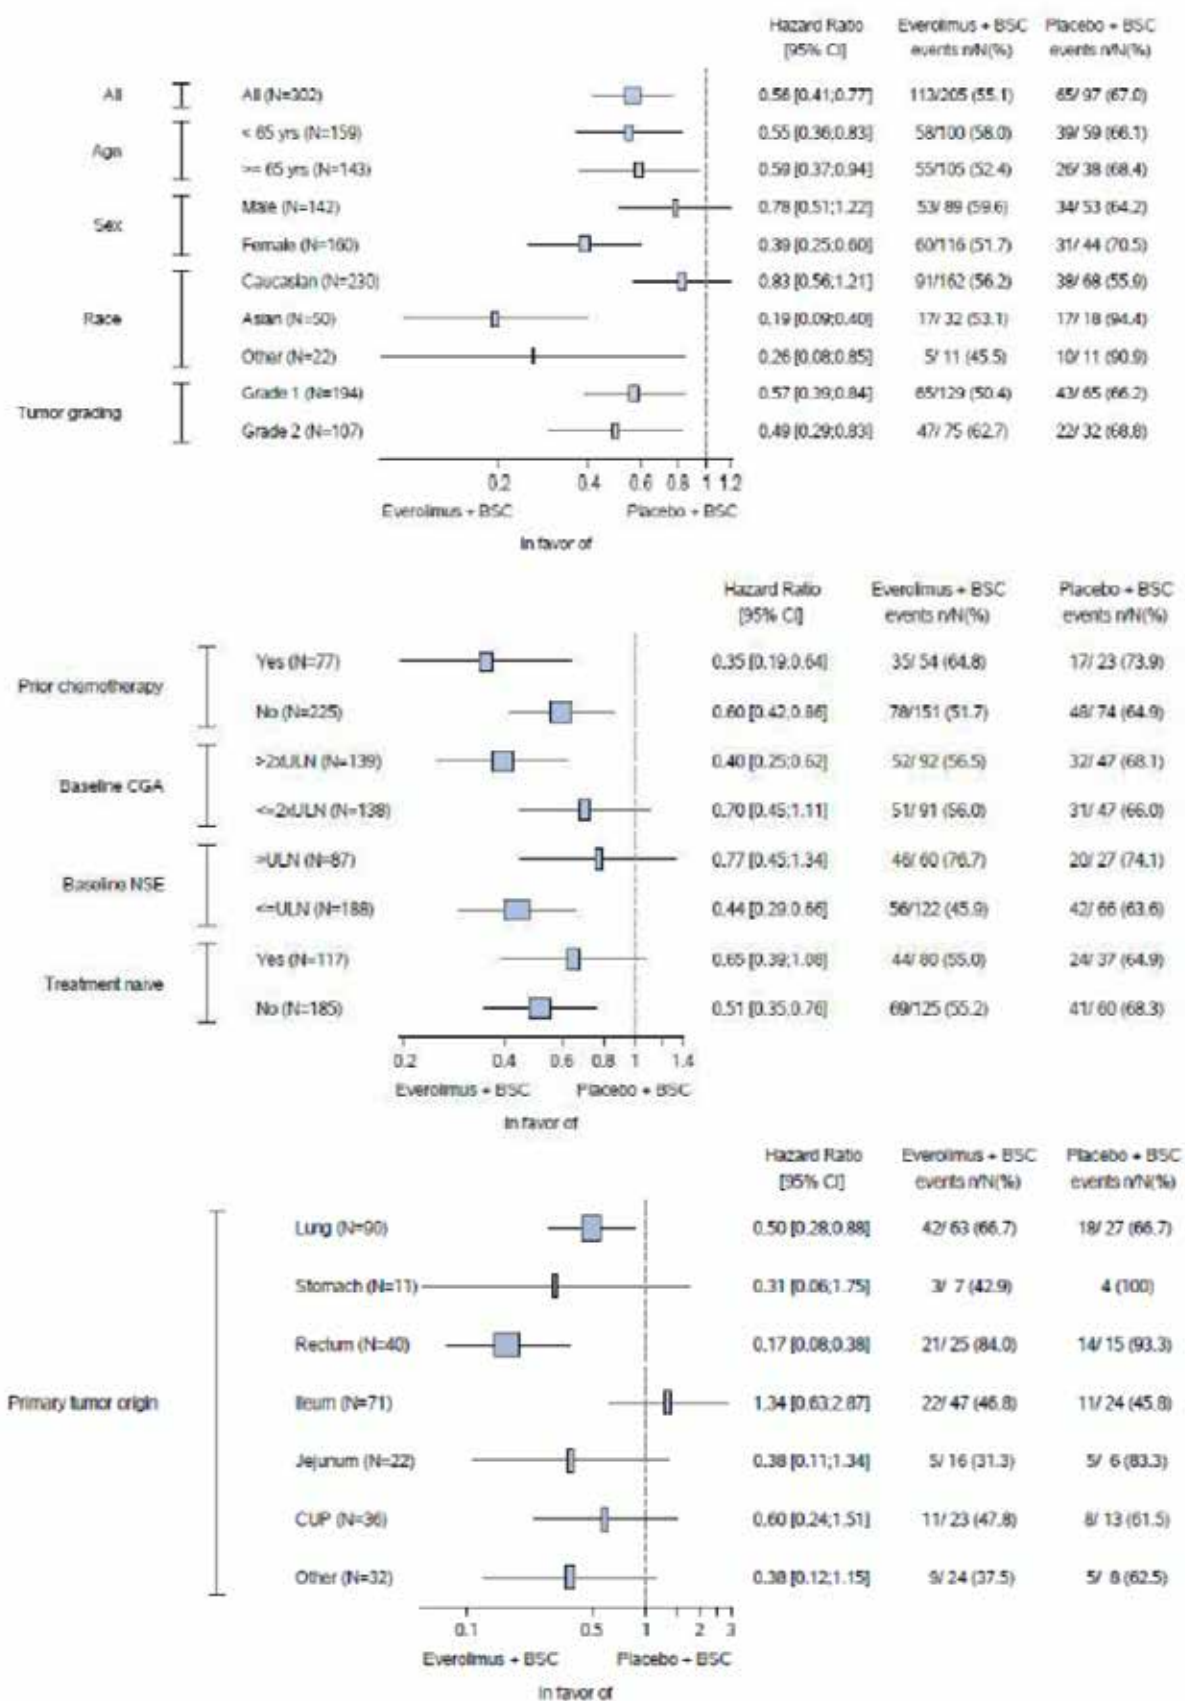 Hazard Ratio Everolimus + BSC Placebo + BSC
[95% CI] events n/N(%) events n/N(%)
All All (N=302) 0.56 [0.41;0.77] 113/205 (55.1) 65/ 97 (67.0)
Age < 65 yrs (N=159) 0.55 [0.36;0.83] 58/100 (58.0) 39/ 59 (66.1)
>= 65 yrs (N=143) 0.59 [0.37;0.94] 55/105 (52.4) 26/ 38 (68.4)
Sex Male (N=142) 0.78 [0.51;1.22] 53/ 89 (59.6) 34/ 53 (64.2)
Female (N=160) 0.39 [0.25;0.60] 60/116 (51.7) 31/ 44 (70.5)
Race Caucasian (N=230) 0.83 [0.56;1.21] 91/162 (56.2) 38/ 68 (55.9)
Asian (N=50) 0.19 [0.09;0.40] 17/ 32 (53.1) 17/ 18 (94.4)
Other (N=22) 0.26 [0.08;0.85] 5/ 11 (45.5) 10/ 11 (90.9)
Tumor grading Grade 1 (N=194) 0.57 [0.39;0.84] 65/129 (50.4) 43/ 65 (66.2)
Grade 2 (N=107) 0.49 [0.29;0.83] 47/ 75 (62.7) 22/ 32 (68.8)
0.2 0.4 0.6 0.8 1 1.2
Everolimus + BSC Placebo + BSC
In favor of
Hazard Ratio Everolimus + BSC Placebo + BSC
[95% CI] events n/N(%) events n/N(%)
Prior chemotherapy Yes (N=77) 0.35 [0.19;0.64] 35/ 54 (64.8) 17/ 23 (73.9)
No (N=225) 0.60 [0.42;0.86] 78/151 (51.7) 48/ 74 (64.9)
Baseline CGA >2xULN (N=139) 0.40 [0.25;0.62] 52/ 92 (56.5) 32/ 47 (68.1)
<=2xULN (N=138) 0.70 [0.45;1.11] 51/ 91 (56.0) 31/ 47 (66.0)
Baseline NSE >ULN (N=87) 0.77 [0.45;1.34] 46/ 60 (76.7) 20/ 27 (74.1)
<=ULN (N=188) 0.44 [0.29;0.66] 56/122 (45.9) 42/ 66 (63.6)
Treatment naive Yes (N=117) 0.65 [0.39;1.08] 44/ 80 (55.0) 24/ 37 (64.9)
No (N=185) 0.51 [0.35;0.76] 69/125 (55.2) 41/ 60 (68.3)
0.2 0.4 0.6 0.8 1 1.4
Everolimus + BSC Placebo + BSC
In favor of
Hazard Ratio Everolimus + BSC Placebo + BSC
[95% CI] events n/N(%) events n/N(%)
Primary tumor origin Lung (N=90) 0.50 [0.28;0.88] 42/ 63 (66.7) 18/ 27 (66.7)
Stomach (N=11) 0.31 [0.06;1.75] 3/ 7 (42.9) 4 (100)
Rectum (N=40) 0.17 [0.08;0.38] 21/ 25 (84.0) 14/ 15 (93.3)
Ileum (N=71) 1.34 [0.63;2.87] 22/ 47 (46.8) 11/ 24 (45.8)
Jejunum (N=22) 0.38 [0.11;1.34] 5/ 16 (31.3) 5/ 6 (83.3)
CUP (N=36) 0.60 [0.24;1.51] 11/ 23 (47.8) 8/ 13 (61.5)
Other (N=32) 0.38 [0.12;1.15] 9/ 24 (37.5) 5/ 8 (62.5)
0.1 0.5 1 2 3
Everolimus + BSC Placebo + BSC
In favor of